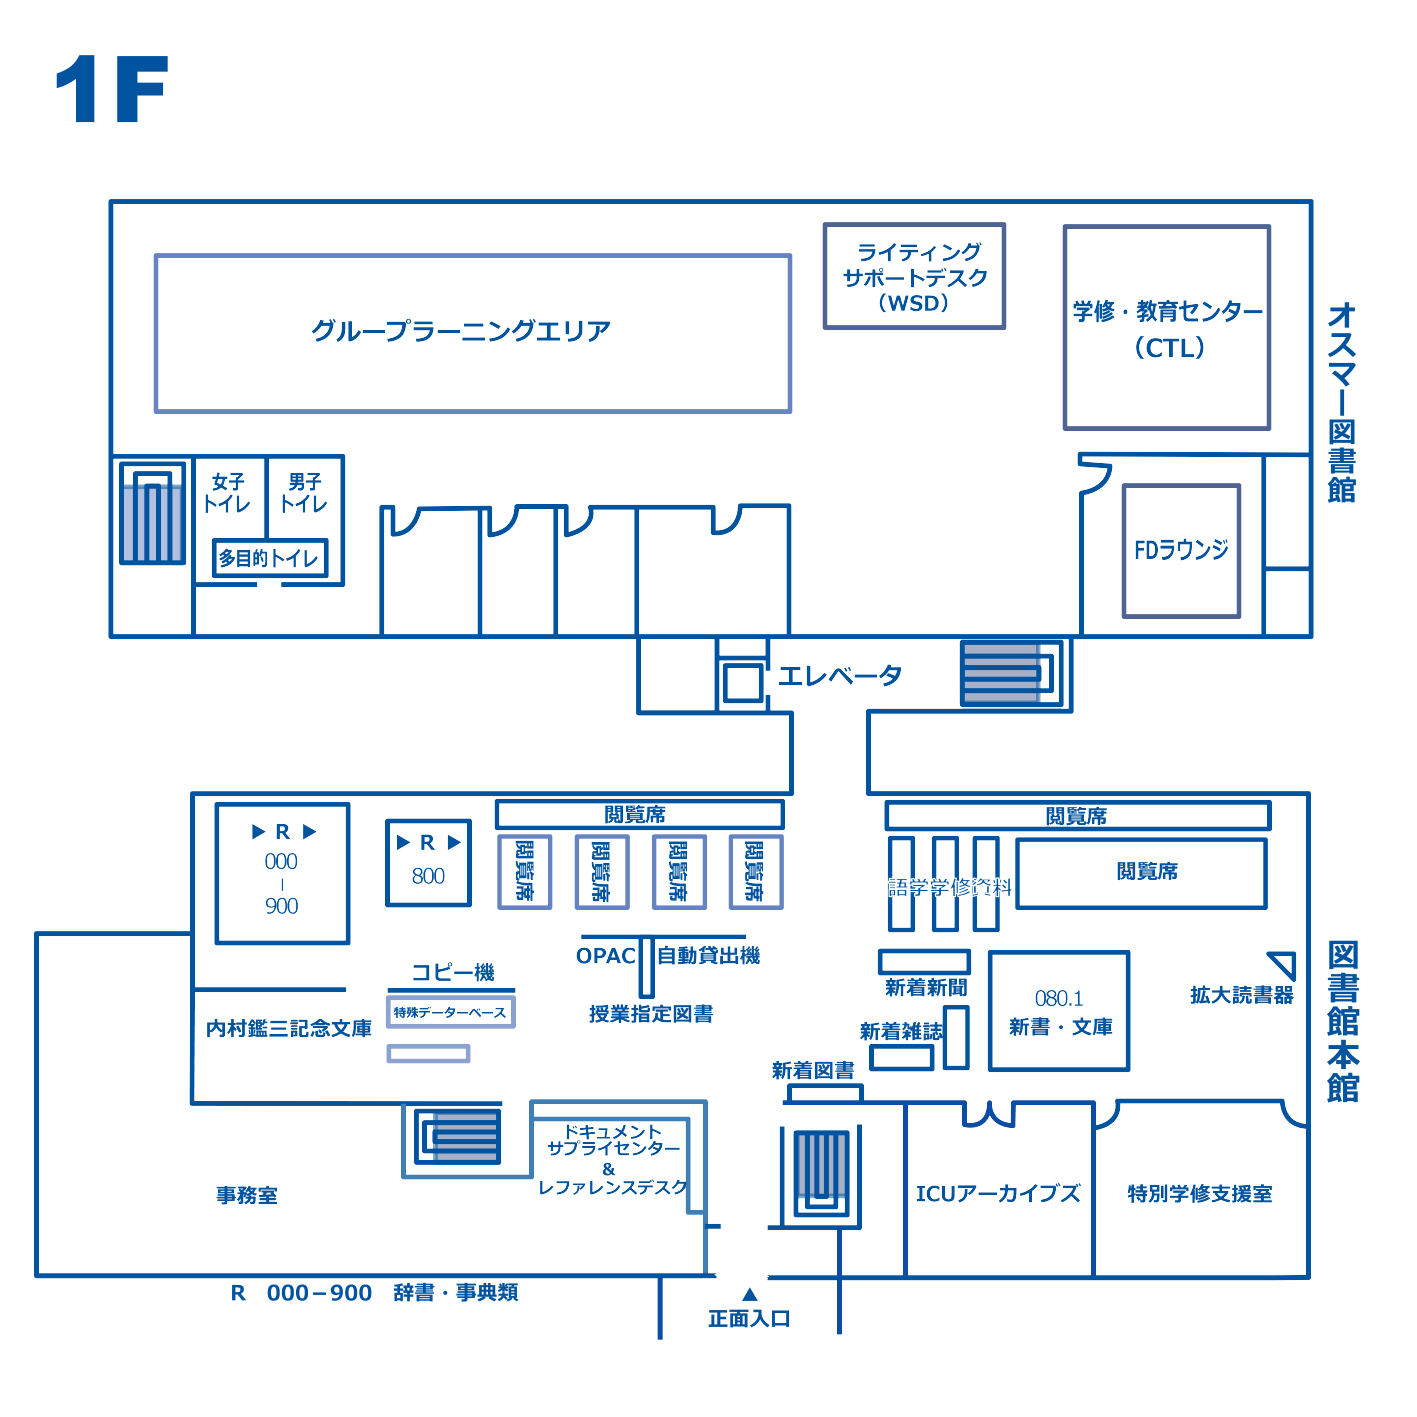 1F
ライティング
サポートデスク
（WSD）
グループラーニングエリア
学修・教育センター
（CTL）
オスマー図書館
女子
トイレ
男子
トイレ
多目的トイレ
FDラウンジ
エレベータ
▶ R ▶
000
–
900
▶ R ▶
800
閲覧席
閲覧席
閲覧席
閲覧席
閲覧席
閲覧席
語学学修資料
閲覧席
OPAC
自動貸出機
授業指定図書
コピー機
特殊データーベース
内村鑑三記念文庫
新着新聞
新着雑誌
新着図書
080.1
新書・文庫
拡大読書器
図書館本館
ドキュメント
サプライセンター
&
レファレンスデスク
事務室
ICUアーカイブズ
特別学修支援室
R 000－900 辞書・事典類
▲
正面入口